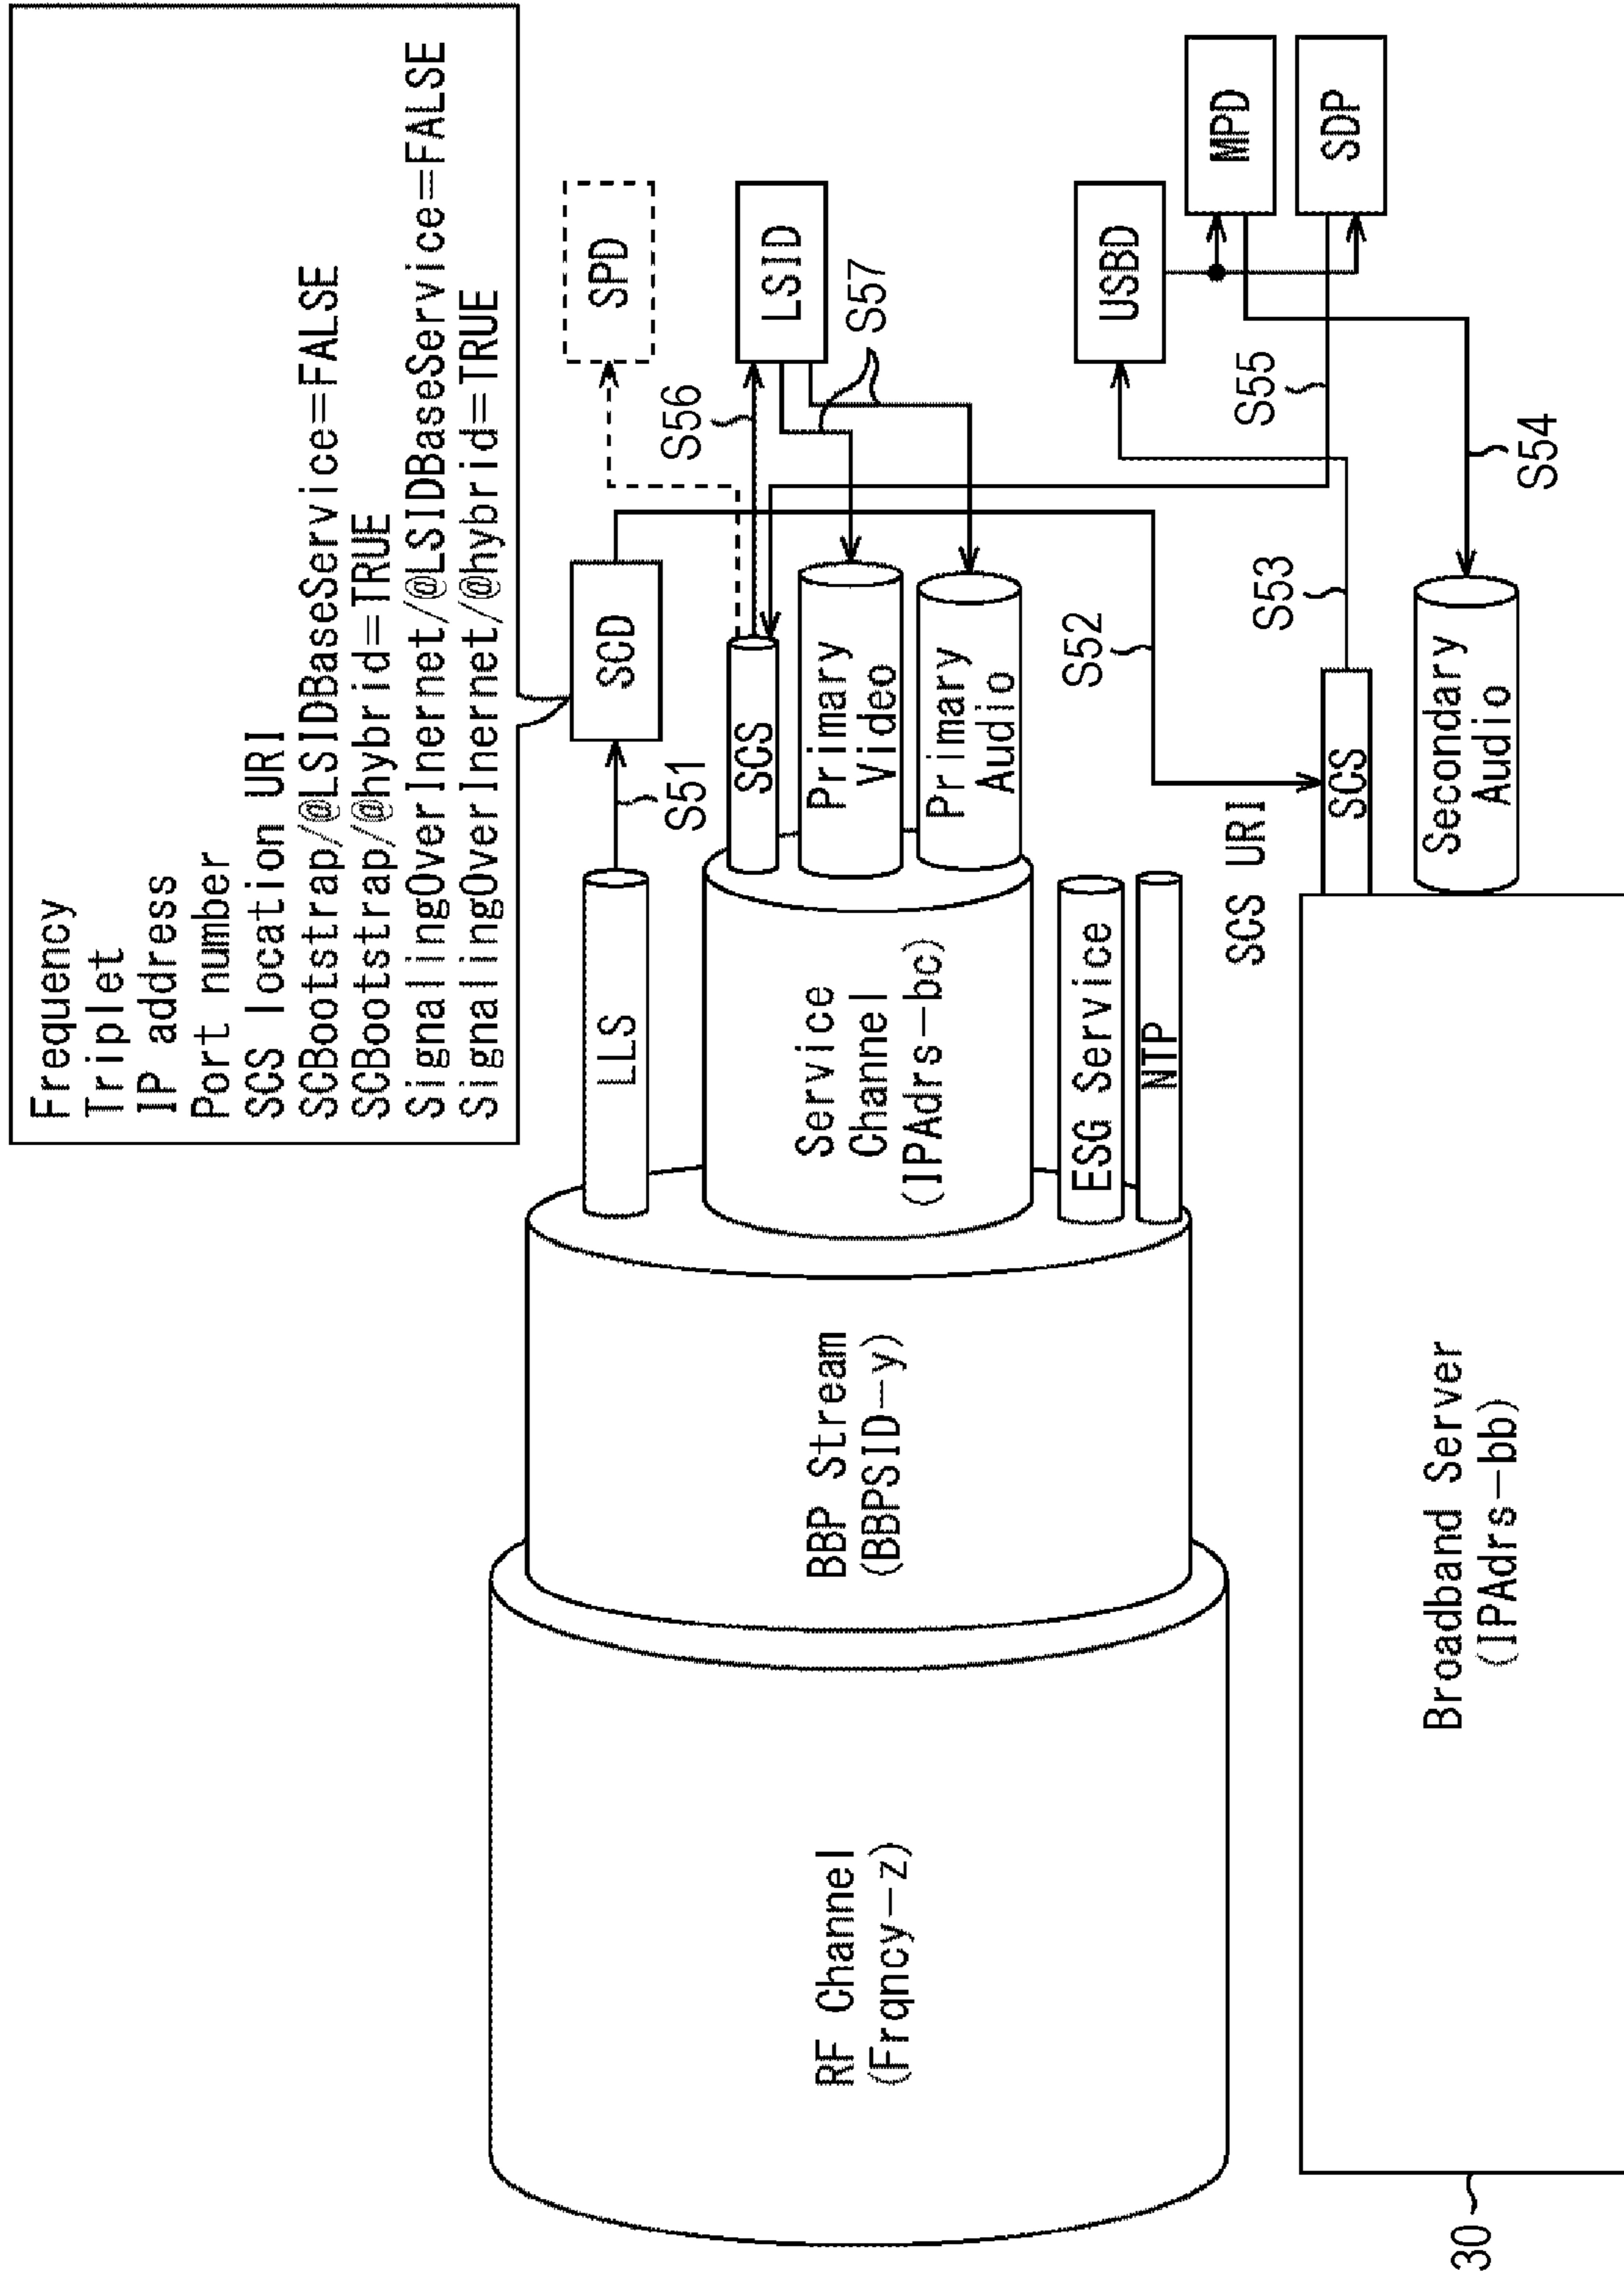 Frequency
Triplet
IP address
Port number
SCS location URI
SCBootstrap/@LSIDBaseService=FALSE
SCBootstrap/@hybrid=TRUE
SignalingOverInernet/@LSIDBaseService=FALSE
SignalingOverInernet/@hybrid=TRUE
LLS
S51
SCD
SPD
SCS
S56
LSID
S57
RF Channel
(Frqncy-z)
BBP Stream
(BBPSID-y)
Service
Channel
(IPAdrs-bc)
Primary
Video
Primary
Audio
ESG Service
NTP
S52
USBD
MPD
SDP
SCS URI
SCS
S53
S55
S54
Secondary
Audio
Broadband Server
(IPAdrs-bb)
30